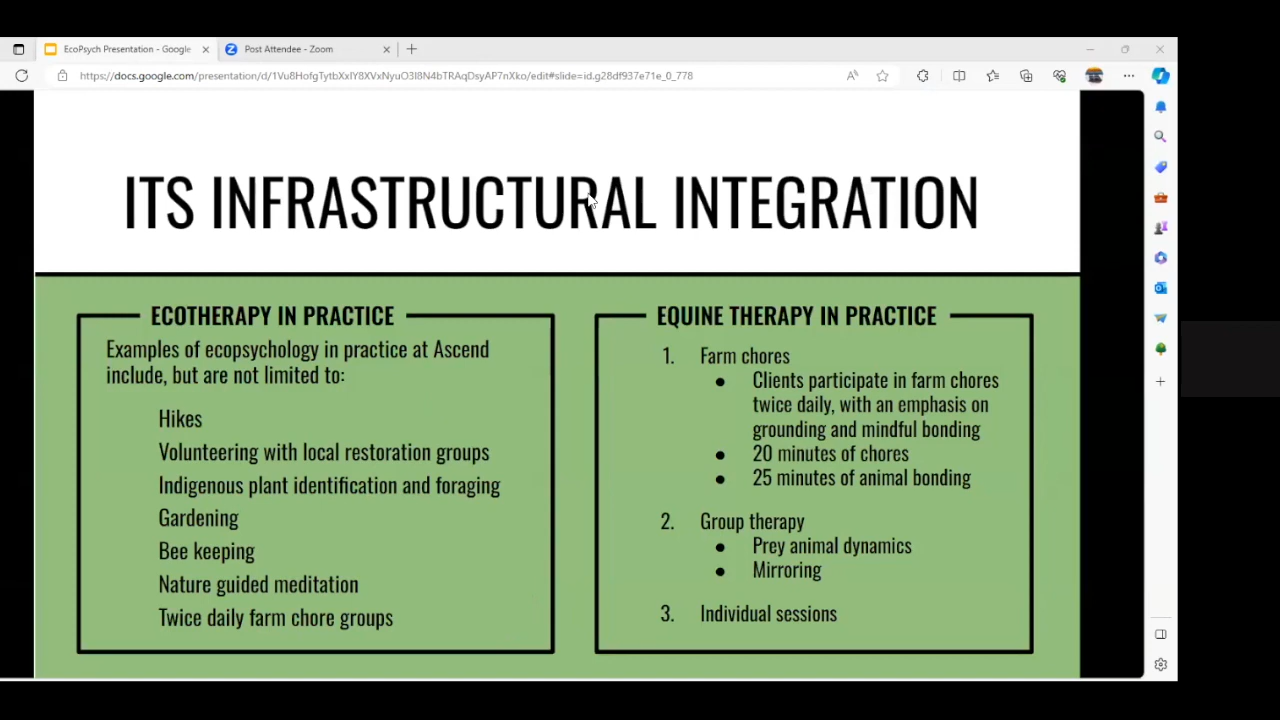 EcoPsych Presentation - Google
Post Attendee - Zoom
https://docs.google.com/presentation/d/1Vu8HofgTytbXxlY8XVxNyuO3l8N4bTRAqDsyAP7nXko/edit#slide=id.g28df937e71e_0_778
ITS INFRASTRUCTURAL INTEGRATION
ECOTHERAPY IN PRACTICE
Examples of ecopsychology in practice at Ascend
include, but are not limited to:
Hikes
Volunteering with local restoration groups
Indigenous plant identification and foraging
Gardening
Bee keeping
Nature guided meditation
Twice daily farm chore groups
EQUINE THERAPY IN PRACTICE
1. Farm chores
● Clients participate in farm chores
twice daily, with an emphasis on
grounding and mindful bonding
● 20 minutes of chores
● 25 minutes of animal bonding
2. Group therapy
● Prey animal dynamics
● Mirroring
3. Individual sessions